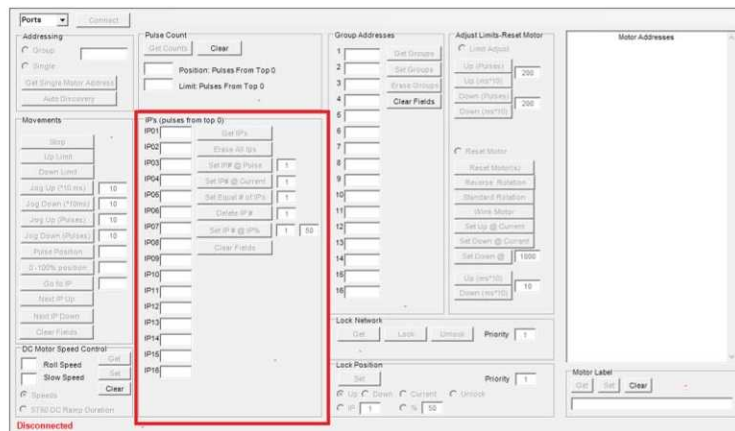 Ports Connect
Addressing
Group
Single
Get Single Motor Address
Auto Discovery
Pulse Count
Get Counts Clear
Position: Pulses From Top 0
Limit: Pulses From Top 0
Group Addresses
1 Get Groups
2 Set Groups
3 Erase Groups
4 Clear Fields
5
6
7
8
9
10
11
12
13
14
15
16
Adjust Limits-Reset Motor
Limit Adjust
Up (Pulses) 200
Up (ms*10)
Down (Pulses) 200
Down (ms*10)
Reset Motor
Reset Motor(s)
Reverse Rotation
Standard Rotation
Wink Motor
Set Up @ Current
Set Down @ Current
Set Down @ 1000
Up (ms*10) 10
Down (ms*10)
Motor Addresses
Movements
Stop
Up Limit
Down Limit
Jog Up (*10 ms) 10
Jog Down (*10ms) 10
Jog Up (Pulses) 10
Jog Down (Pulses) 10
Pulse Position
0-100% position
Go to IP
Next IP Up
Next IP Down
Clear Fields
IPs (pulses from top 0)
IP01 Get IPs
IP02 Erase All Ips
IP03 Set IP# @ Pulse 1
IP04 Set IP# @ Current 1
IP05 Set Equal # of IPs 1
IP06 Delete IP# 1
IP07 Set IP # @ IP% 1 50
IP08 Clear Fields
IP09
IP10
IP11
IP12
IP13
IP14
IP15
IP16
DC Motor Speed Control
Roll Speed Get
Slow Speed Set
Speeds Clear
ST50 DC Ramp Duration
Lock Network
Get Lock Unlock Priority 1
Lock Position
Set Priority 1
Up Down Current Unlock
IP 1 % 50
Motor Label
Get Set Clear
Disconnected